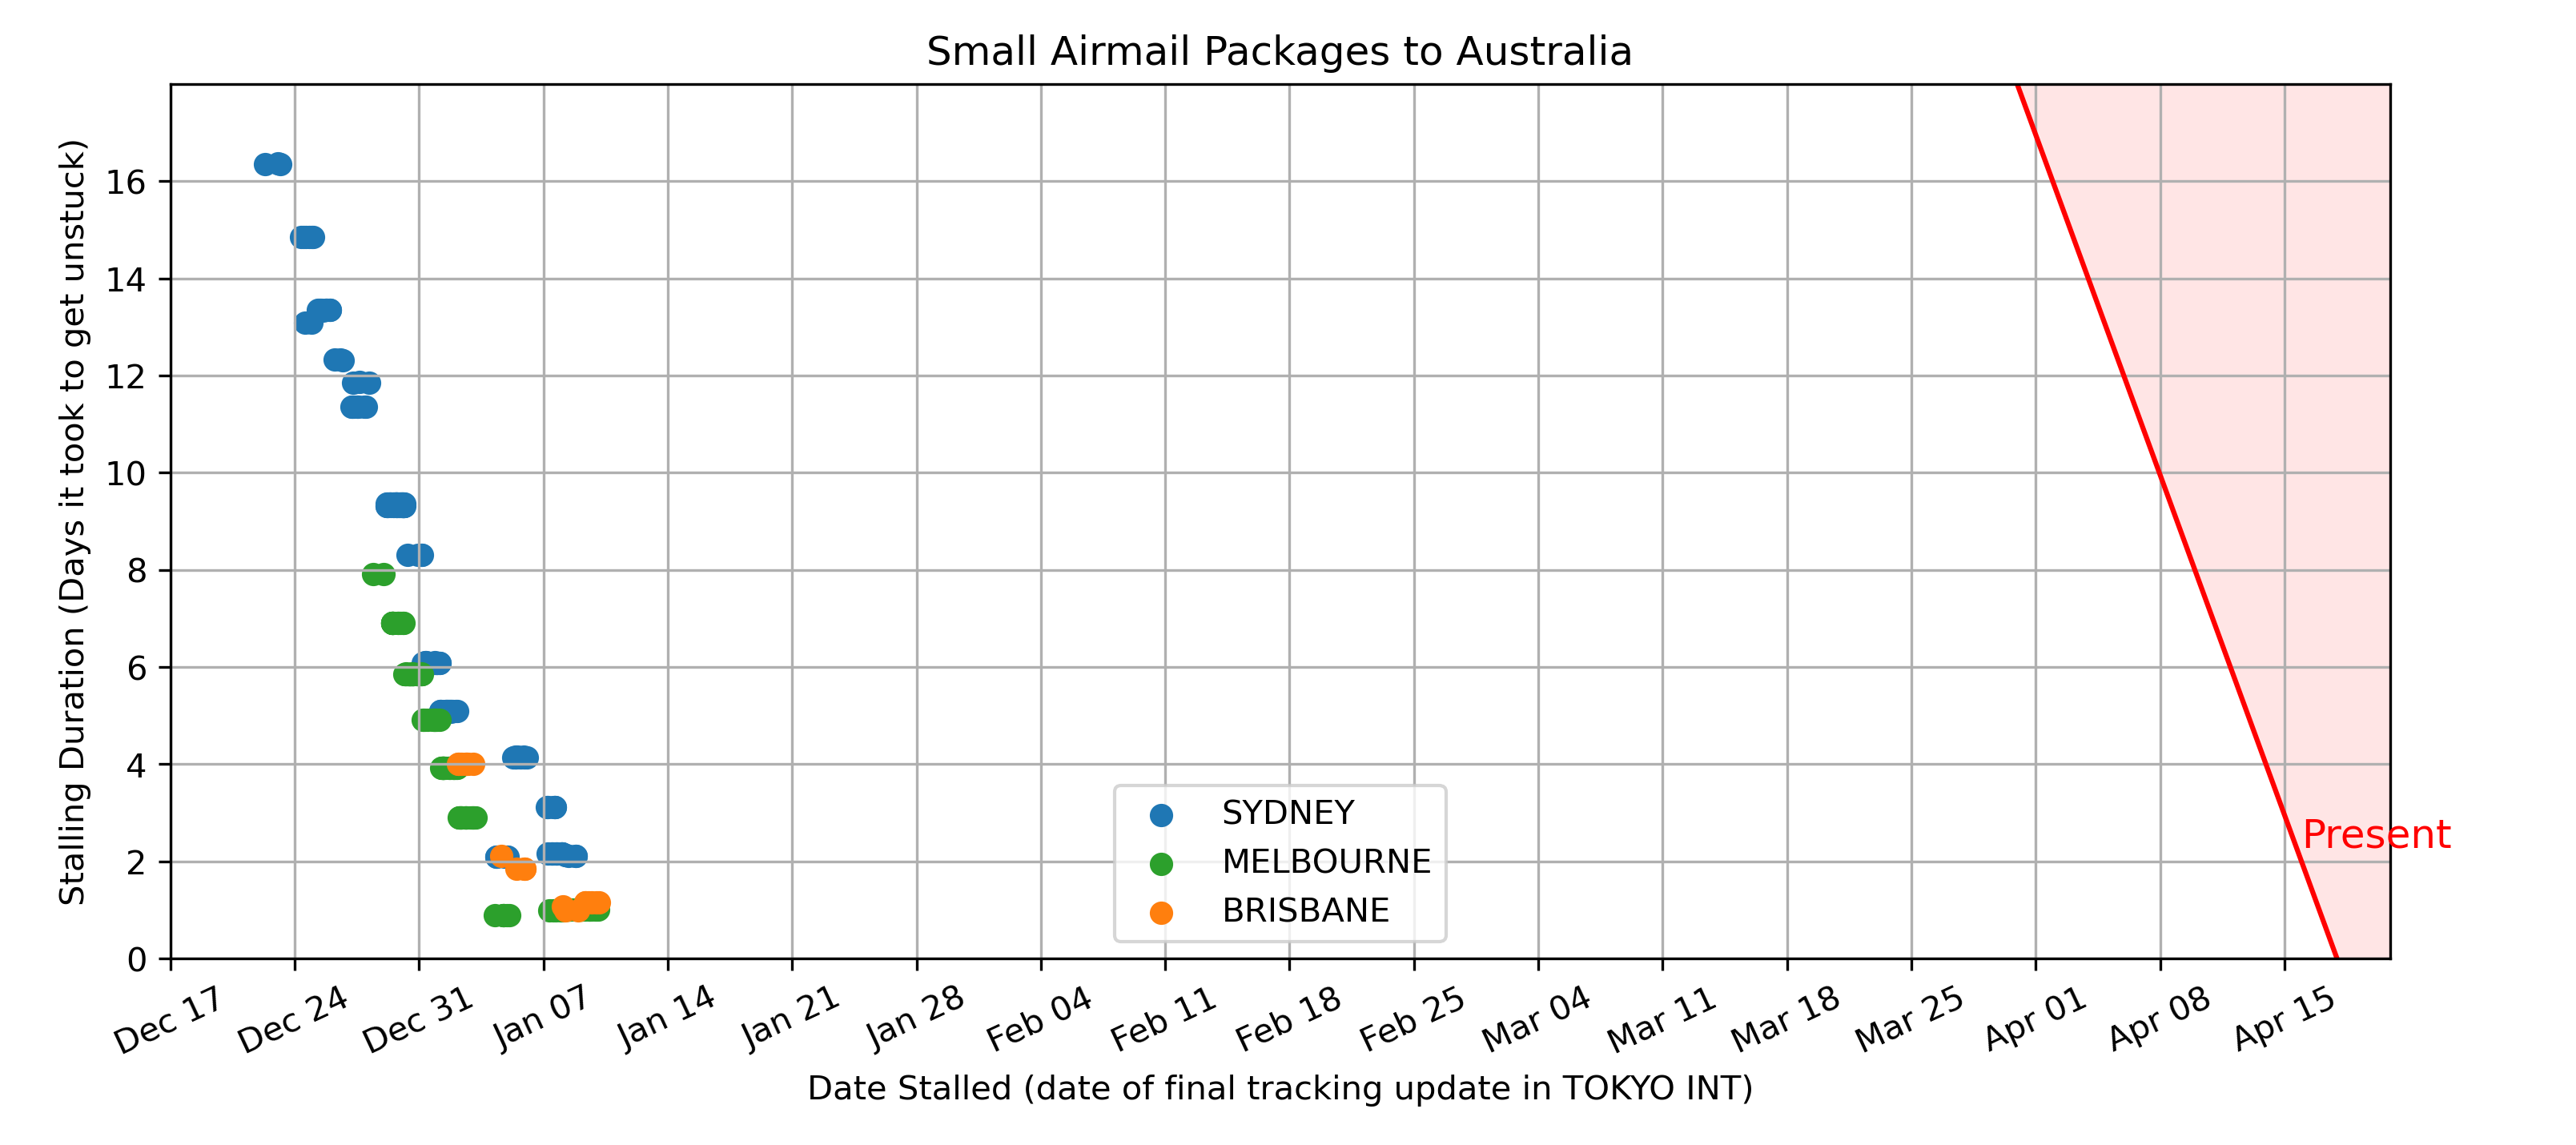 Small Airmail Packages to Australia
Stalling Duration (Days it took to get unstuck)
16
14
12
10
8
6
4
2
0
SYDNEY
MELBOURNE
BRISBANE
Present
Dec 17
Dec 24
Dec 31
Jan 07
Jan 14
Jan 21
Jan 28
Feb 04
Feb 11
Feb 18
Feb 25
Mar 04
Mar 11
Mar 18
Mar 25
Apr 01
Apr 08
Apr 15
Date Stalled (date of final tracking update in TOKYO INT)